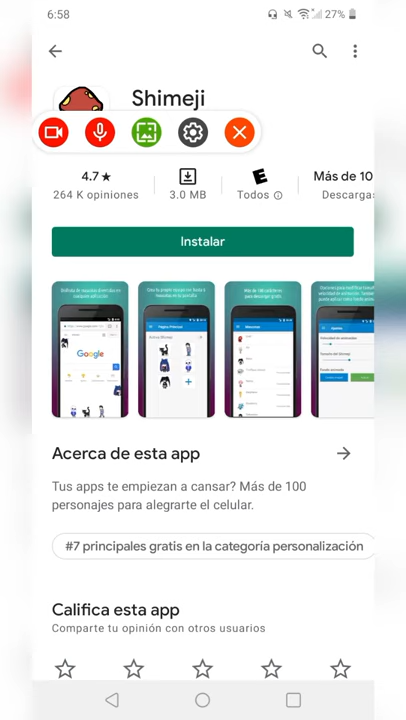 6:58
27%
Shimeji
4.7★
264 K opiniones
3.0 MB
E
Todos
Más de 10
Descargas
Instalar
Google
Acerca de esta app
Tus apps te empiezan a cansar? Más de 100
personajes para alegrarte el celular.
#7 principales gratis en la categoría personalización
Califica esta app
Comparte tu opinión con otros usuarios